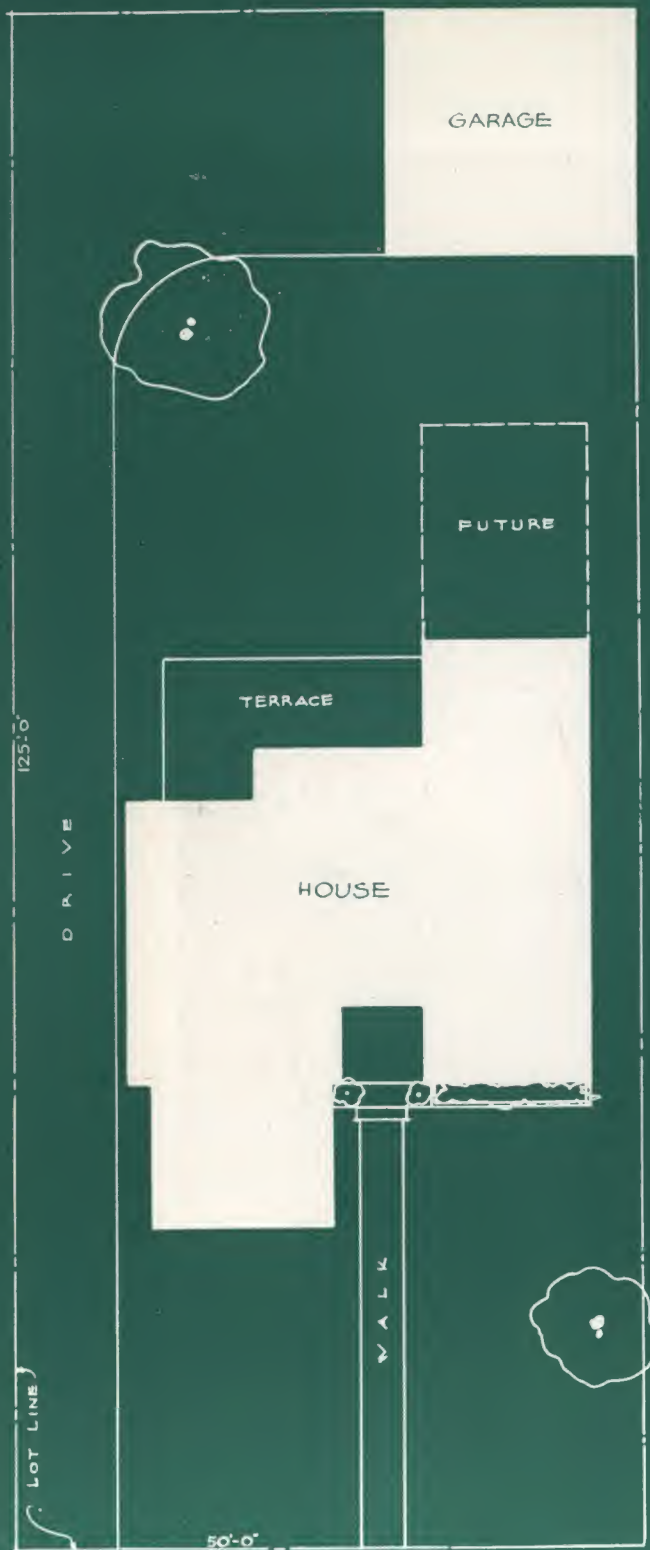 GARAGE
FUTURE
TERRACE
125'-0"
DRIVE
HOUSE
WALK
LOT LINE
50'-0"